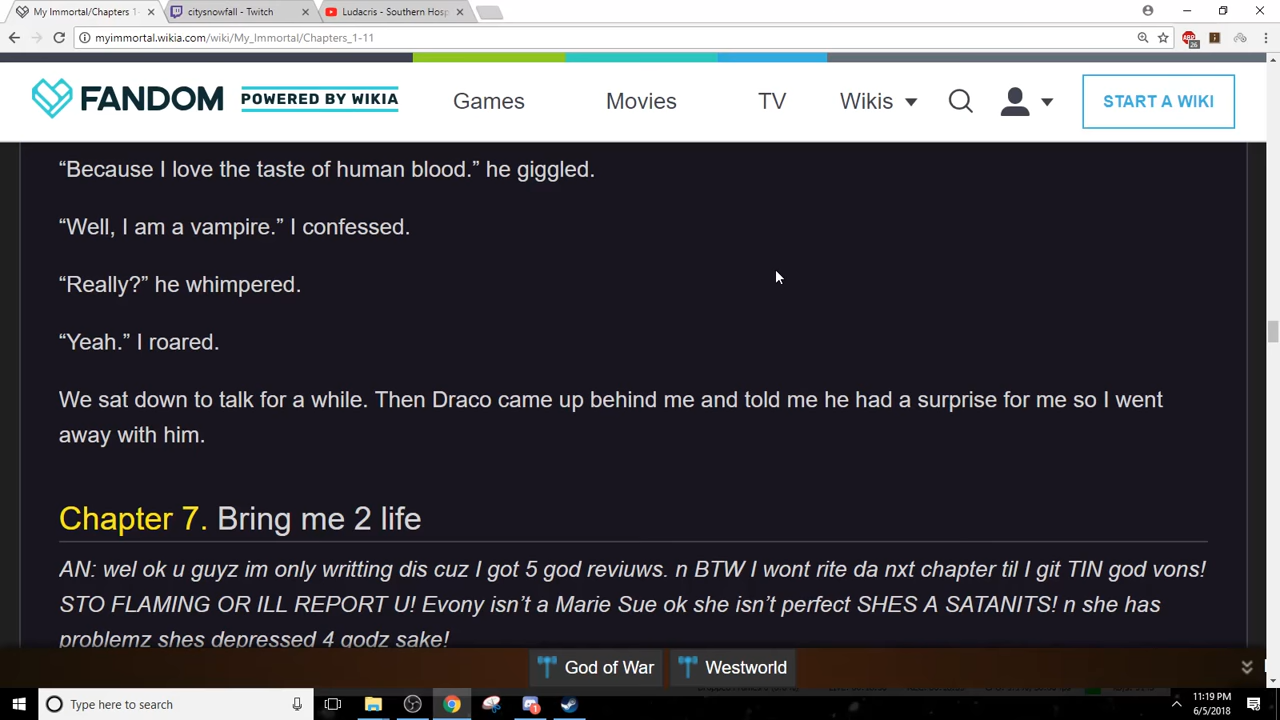 My Immortal/Chapters 1-
citysnowfall - Twitch
Ludacris - Southern Hosp
myimmortal.wikia.com/wiki/My_Immortal/Chapters_1-11
ABP
26
FANDOM
POWERED BY WIKIA
Games
Movies
TV
Wikis
START A WIKI
“Because I love the taste of human blood.” he giggled.
“Well, I am a vampire.” I confessed.
“Really?” he whimpered.
“Yeah.” I roared.
We sat down to talk for a while. Then Draco came up behind me and told me he had a surprise for me so I went
away with him.
Chapter 7. Bring me 2 life
AN: wel ok u guyz im only writting dis cuz I got 5 god reviuws. n BTW I wont rite da nxt chapter til I git TIN god vons!
STO FLAMING OR ILL REPORT U! Evony isn’t a Marie Sue ok she isn’t perfect SHES A SATANITS! n she has
problemz shes depressed 4 godz sake!
God of War
Westworld
Type here to search
11:19 PM
6/5/2018